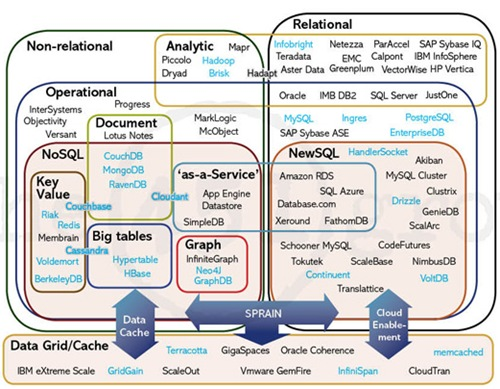 Relational
Non-relational
Analytic
Mapr
Piccolo
Hadoop
Dryad
Brisk
Hadapt
Infobright
Netezza
ParAccel
SAP Sybase IQ
Teradata
EMC
Calpont
IBM InfoSphere
Aster Data
Greenplum
VectorWise
HP Vertica
Operational
Oracle
IMB DB2
SQL Server
JustOne
InterSystems
Progress
Objectivity
Versant
Document
Lotus Notes
MarkLogic
McObject
MySQL
Ingres
PostgreSQL
SAP Sybase ASE
EnterpriseDB
NoSQL
CouchDB
MongoDB
RavenDB
'as-a-Service'
NewSQL
HandlerSocket
Akiban
Key
Value
Couchbase
Cloudant
App Engine
Datastore
SimpleDB
Amazon RDS
SQL Azure
Database.com
Xeround
FathomDB
MySQL Cluster
Clustrix
Drizzle
GenieDB
ScalArc
Riak
Redis
Membrain
Cassandra
Voldemort
BerkeleyDB
Big tables
Hypertable
HBase
Graph
InfiniteGraph
Neo4J
GraphDB
Schooner MySQL
CodeFutures
Tokutek
ScaleBase
NimbusDB
Continuent
VoltDB
Translattice
Data
Cache
SPRAIN
Cloud
Enable-
ment
Data Grid/Cache
Terracotta
GigaSpaces
Oracle Coherence
memcached
IBM eXtreme Scale
GridGain
ScaleOut
Vmware GemFire
InfiniSpan
CloudTran